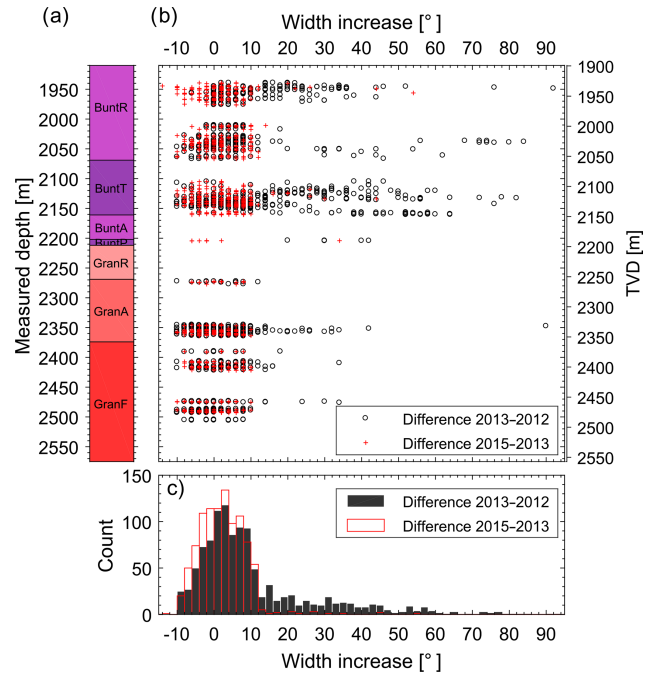 (a)
(b)
Width increase [°]
-10 0 10 20 30 40 50 60 70 80 90
Measured depth [m]
1950
2000
2050
2100
2150
2200
2250
2300
2350
2400
2450
2500
2550
BuntR
BuntT
BuntA
BuntP
GranR
GranA
GranF
1900
1950
2000
2050
2100
2150
2200
2250
2300
2350
2400
2450
2500
2550
TVD [m]
Difference 2013–2012
Difference 2015–2013
c)
Count
150
100
50
0
Difference 2013–2012
Difference 2015–2013
-10 0 10 20 30 40 50 60 70 80 90
Width increase [°]